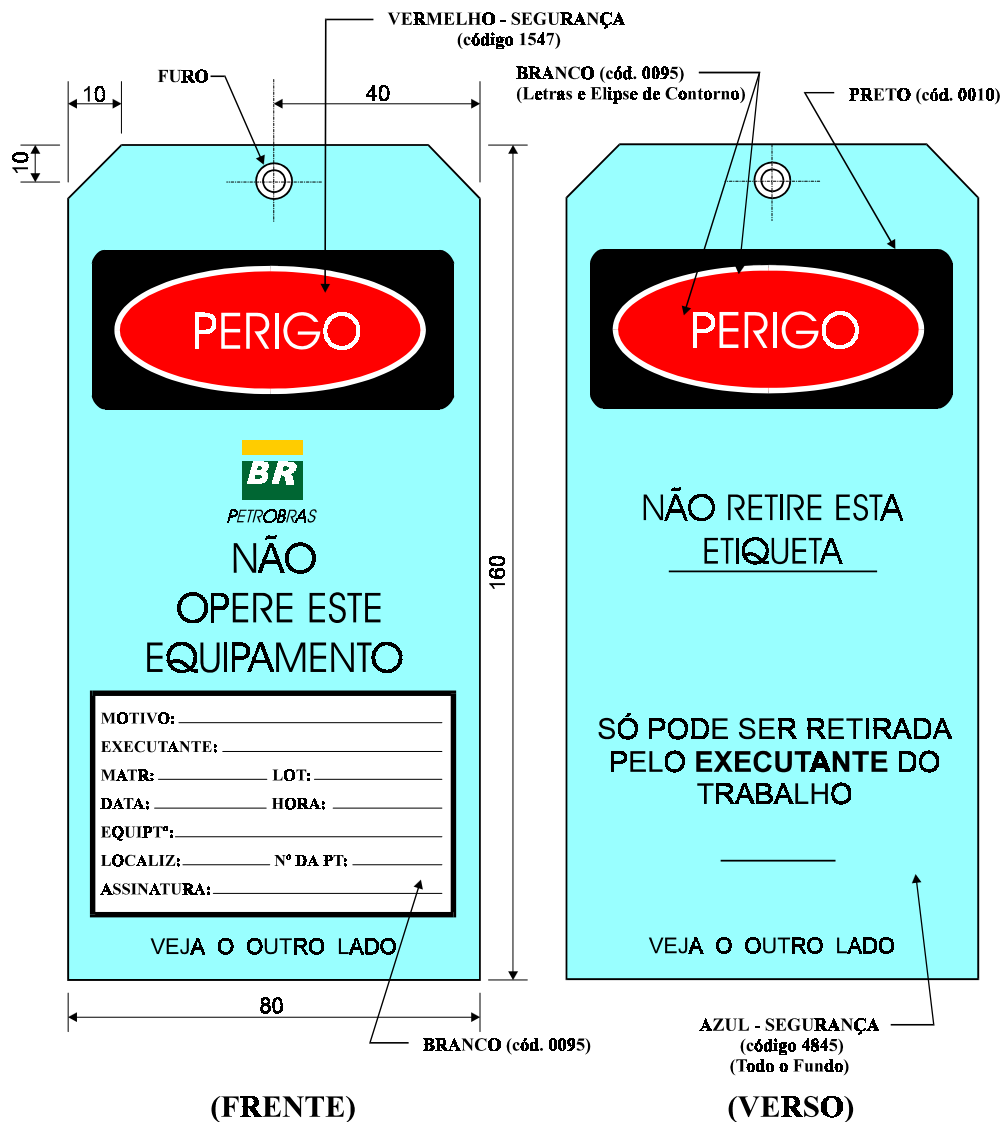 VERMELHO - SEGURANÇA
(código 1547)
FURO
BRANCO (cód. 0095)
(Letras e Elipse de Contorno)
PRETO (cód. 0010)
10
40
10
PERIGO
BR
PETROBRAS
NÃO
OPERE ESTE
EQUIPAMENTO
MOTIVO:
EXECUTANTE:
MATR: LOT:
DATA: HORA:
EQUIPTº:
LOCALIZ: Nº DA PT:
ASSINATURA:
VEJA O OUTRO LADO
160
80
BRANCO (cód. 0095)
(FRENTE)
PERIGO
NÃO RETIRE ESTA
ETIQUETA
SÓ PODE SER RETIRADA
PELO EXECUTANTE DO
TRABALHO
VEJA O OUTRO LADO
AZUL - SEGURANÇA
(código 4845)
(Todo o Fundo)
(VERSO)